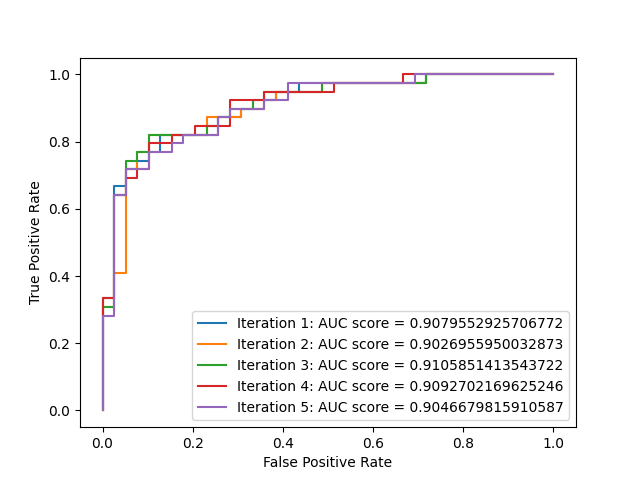 1.0
0.8
0.6
0.4
0.2
0.0
True Positive Rate
Iteration 1: AUC score = 0.9079552925706772
Iteration 2: AUC score = 0.9026955950032873
Iteration 3: AUC score = 0.9105851413543722
Iteration 4: AUC score = 0.9092702169625246
Iteration 5: AUC score = 0.9046679815910587
0.0 0.2 0.4 0.6 0.8 1.0
False Positive Rate